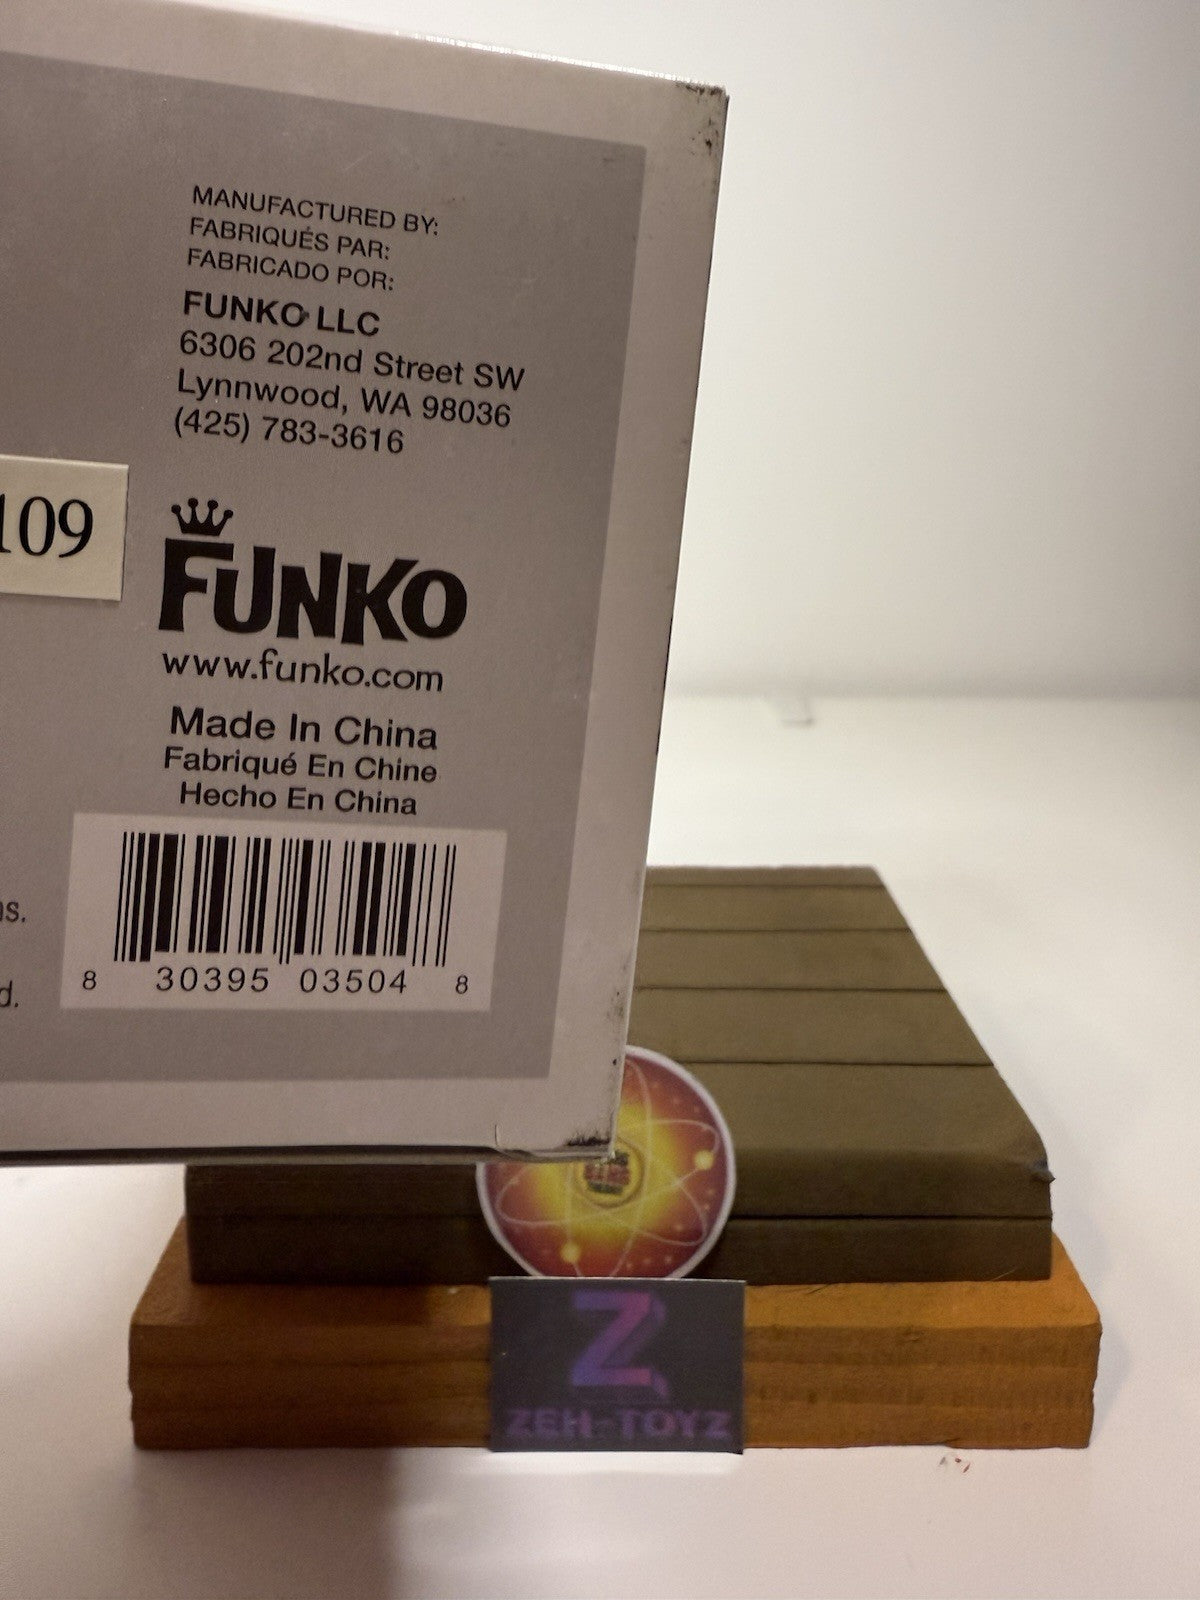 MANUFACTURED BY:
FABRIQUÉS PAR:
FABRICADO POR:
FUNKO LLC
6306 202nd Street SW
Lynnwood, WA 98036
(425) 783-3616
109
FUNKO
www.funko.com
Made In China
Fabriqué En Chine
Hecho En China
8 30395 03504 8
Z
ZEH-TOYZ